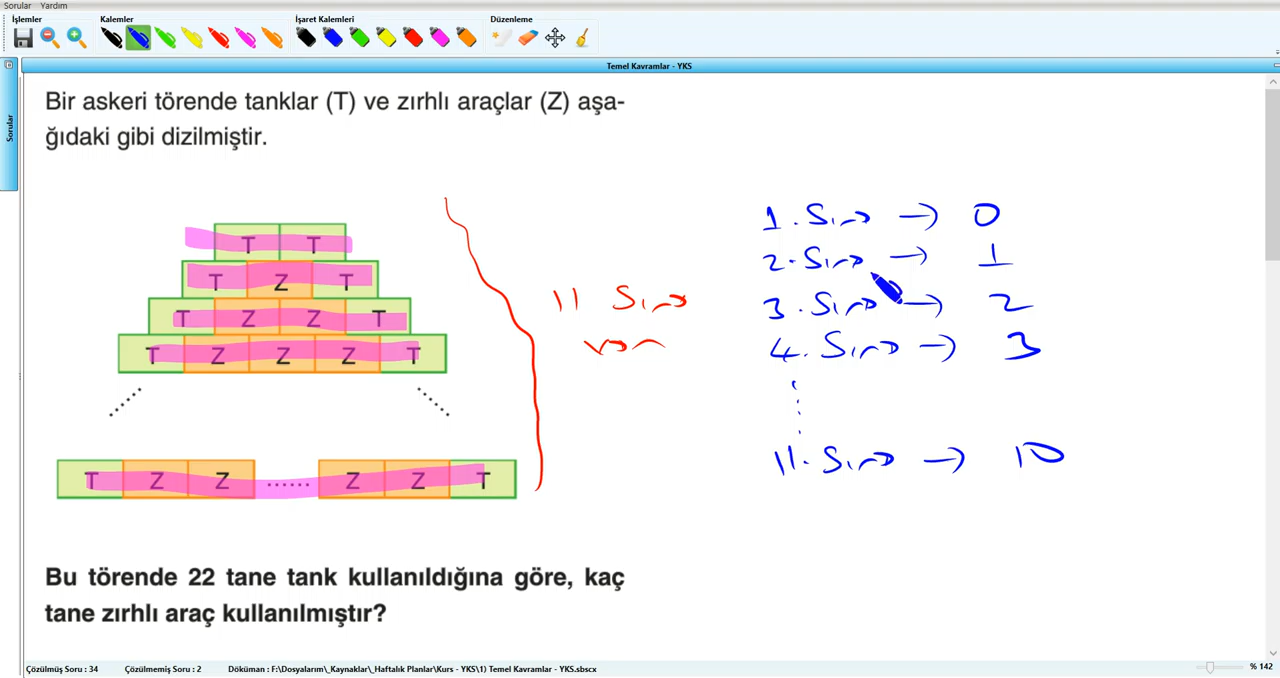 Sorular Yardım
İşlemler Kalemler İşaret Kalemleri Düzenleme
Temel Kavramlar - YKS
Sorular
Bir askeri törende tanklar (T) ve zırhlı araçlar (Z) aşa-
ğıdaki gibi dizilmiştir.
T T
T Z T
T Z Z T
T Z Z Z T
T Z Z ...... Z Z T
11 Sıra
var
1. Sıra → 0
2. Sıra → 1
3. Sıra → 2
4. Sıra → 3
11. Sıra → 10
Bu törende 22 tane tank kullanıldığına göre, kaç
tane zırhlı araç kullanılmıştır?
Çözülmüş Soru : 34 Çözülmemiş Soru : 2 Döküman : F:\Dosyalarım\_Kaynaklar\_Haftalık Planlar\Kurs - YKS\1) Temel Kavramlar - YKS.sbscx % 142